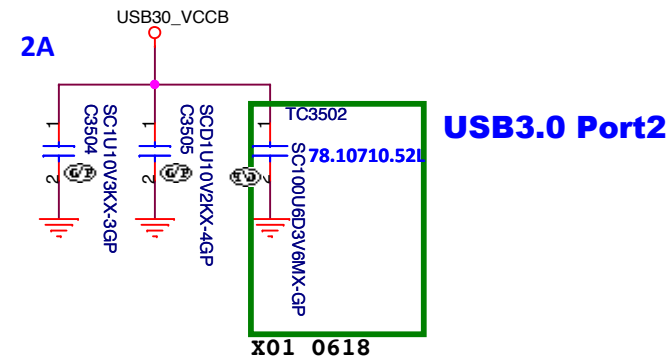 USB30_VCCB
2A
1
2
C3504
SC1U10V3KX-3GP
G/P
1
2
C3505
SCD1U10V2KX-4GP
G/P
TC3502
1
2
78.10710.52L
SC100U6D3V6MX-GP
USB3.0 Port2
X01 0618